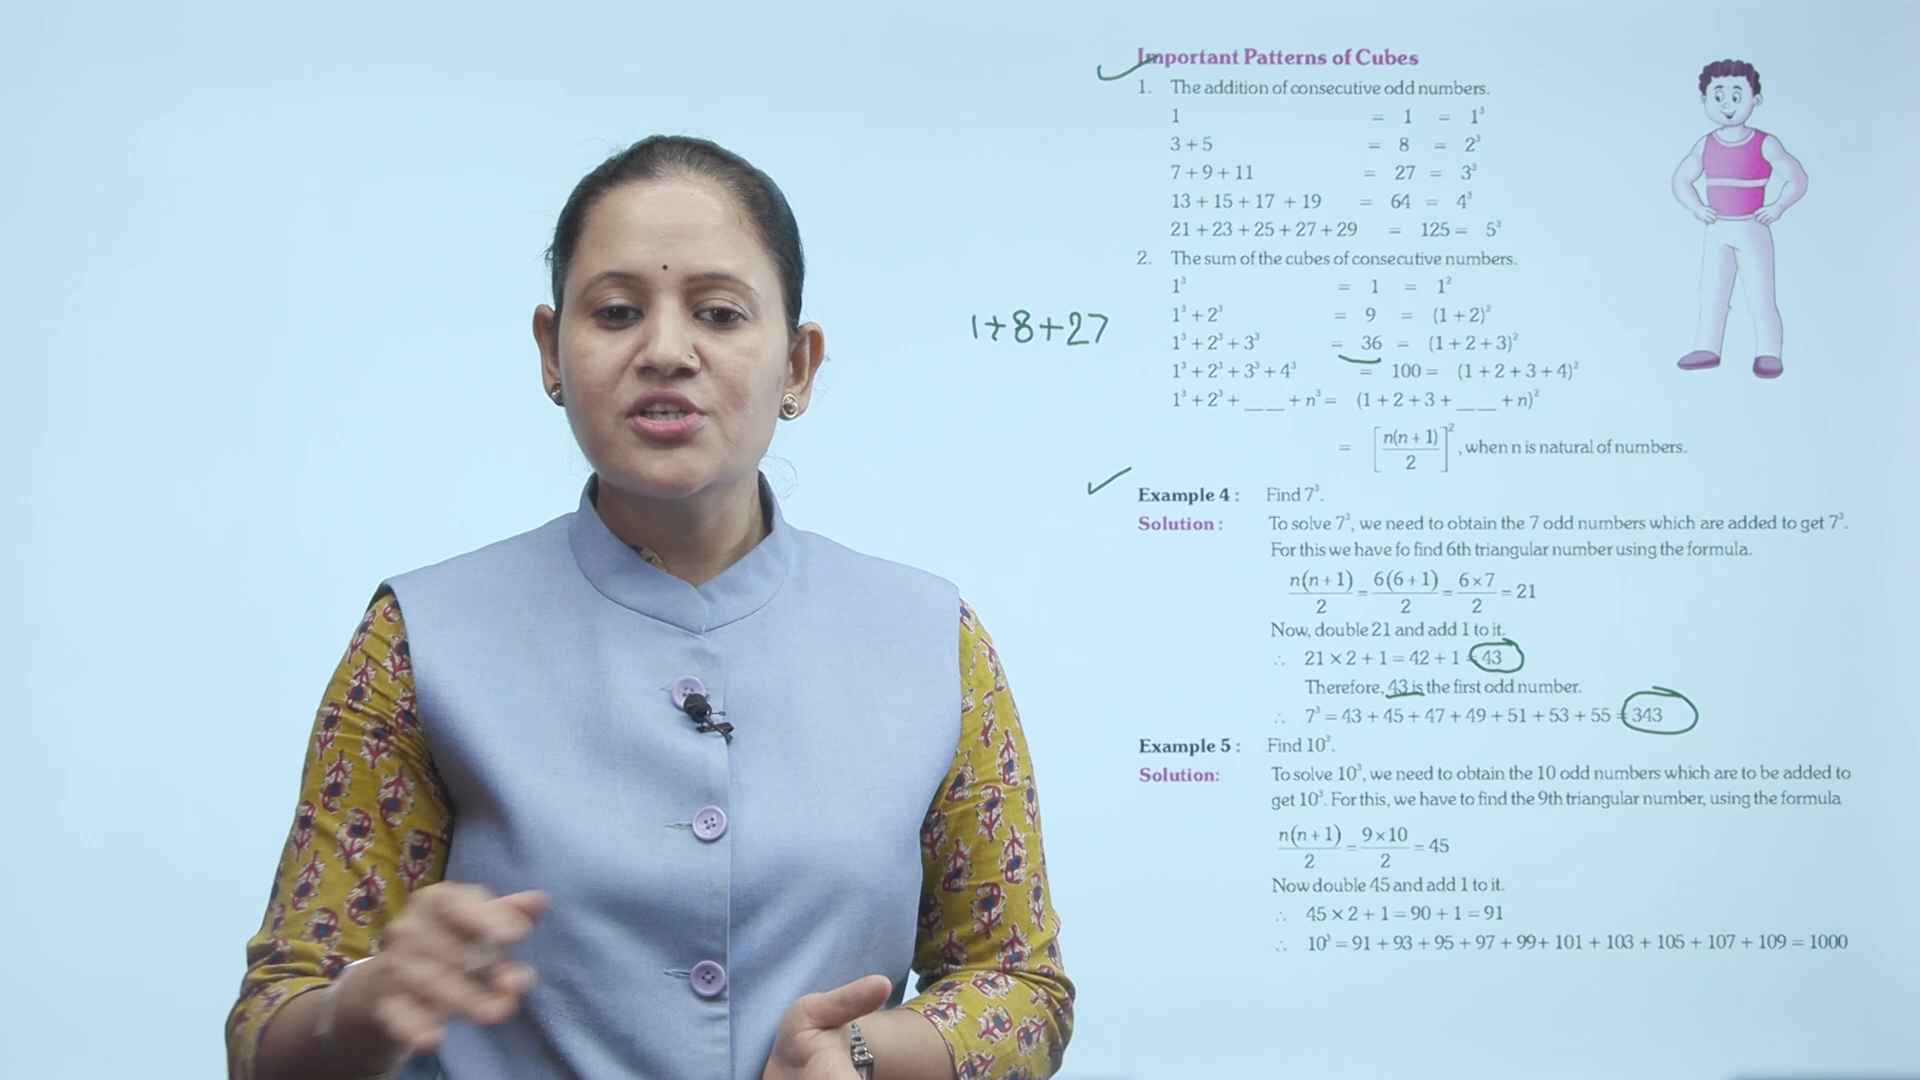 Important Patterns of Cubes
1. The addition of consecutive odd numbers.
1 = 1 = 1³
3 + 5 = 8 = 2³
7 + 9 + 11 = 27 = 3³
13 + 15 + 17 + 19 = 64 = 4³
21 + 23 + 25 + 27 + 29 = 125 = 5³
2. The sum of the cubes of consecutive numbers.
1³ = 1 = 1²
1³ + 2³ = 9 = (1 + 2)²
1+8+27
1³ + 2³ + 3³ = 36 = (1 + 2 + 3)²
1³ + 2³ + 3³ + 4³ = 100 = (1 + 2 + 3 + 4)²
1³ + 2³ + __ __ + n³ = (1 + 2 + 3 + __ __ + n)²
= [n(n + 1)/2]², when n is natural of numbers.
Example 4 : Find 7³.
Solution : To solve 7³, we need to obtain the 7 odd numbers which are added to get 7³.
For this we have fo find 6th triangular number using the formula.
n(n + 1)/2 = 6(6 + 1)/2 = 6 × 7/2 = 21
Now, double 21 and add 1 to it.
∴ 21 × 2 + 1 = 42 + 1 = 43
Therefore, 43 is the first odd number.
∴ 7³ = 43 + 45 + 47 + 49 + 51 + 53 + 55 = 343
Example 5 : Find 10³.
Solution: To solve 10³, we need to obtain the 10 odd numbers which are to be added to
get 10³. For this, we have to find the 9th triangular number, using the formula
n(n + 1)/2 = 9 × 10/2 = 45
Now double 45 and add 1 to it.
∴ 45 × 2 + 1 = 90 + 1 = 91
∴ 10³ = 91 + 93 + 95 + 97 + 99+ 101 + 103 + 105 + 107 + 109 = 1000